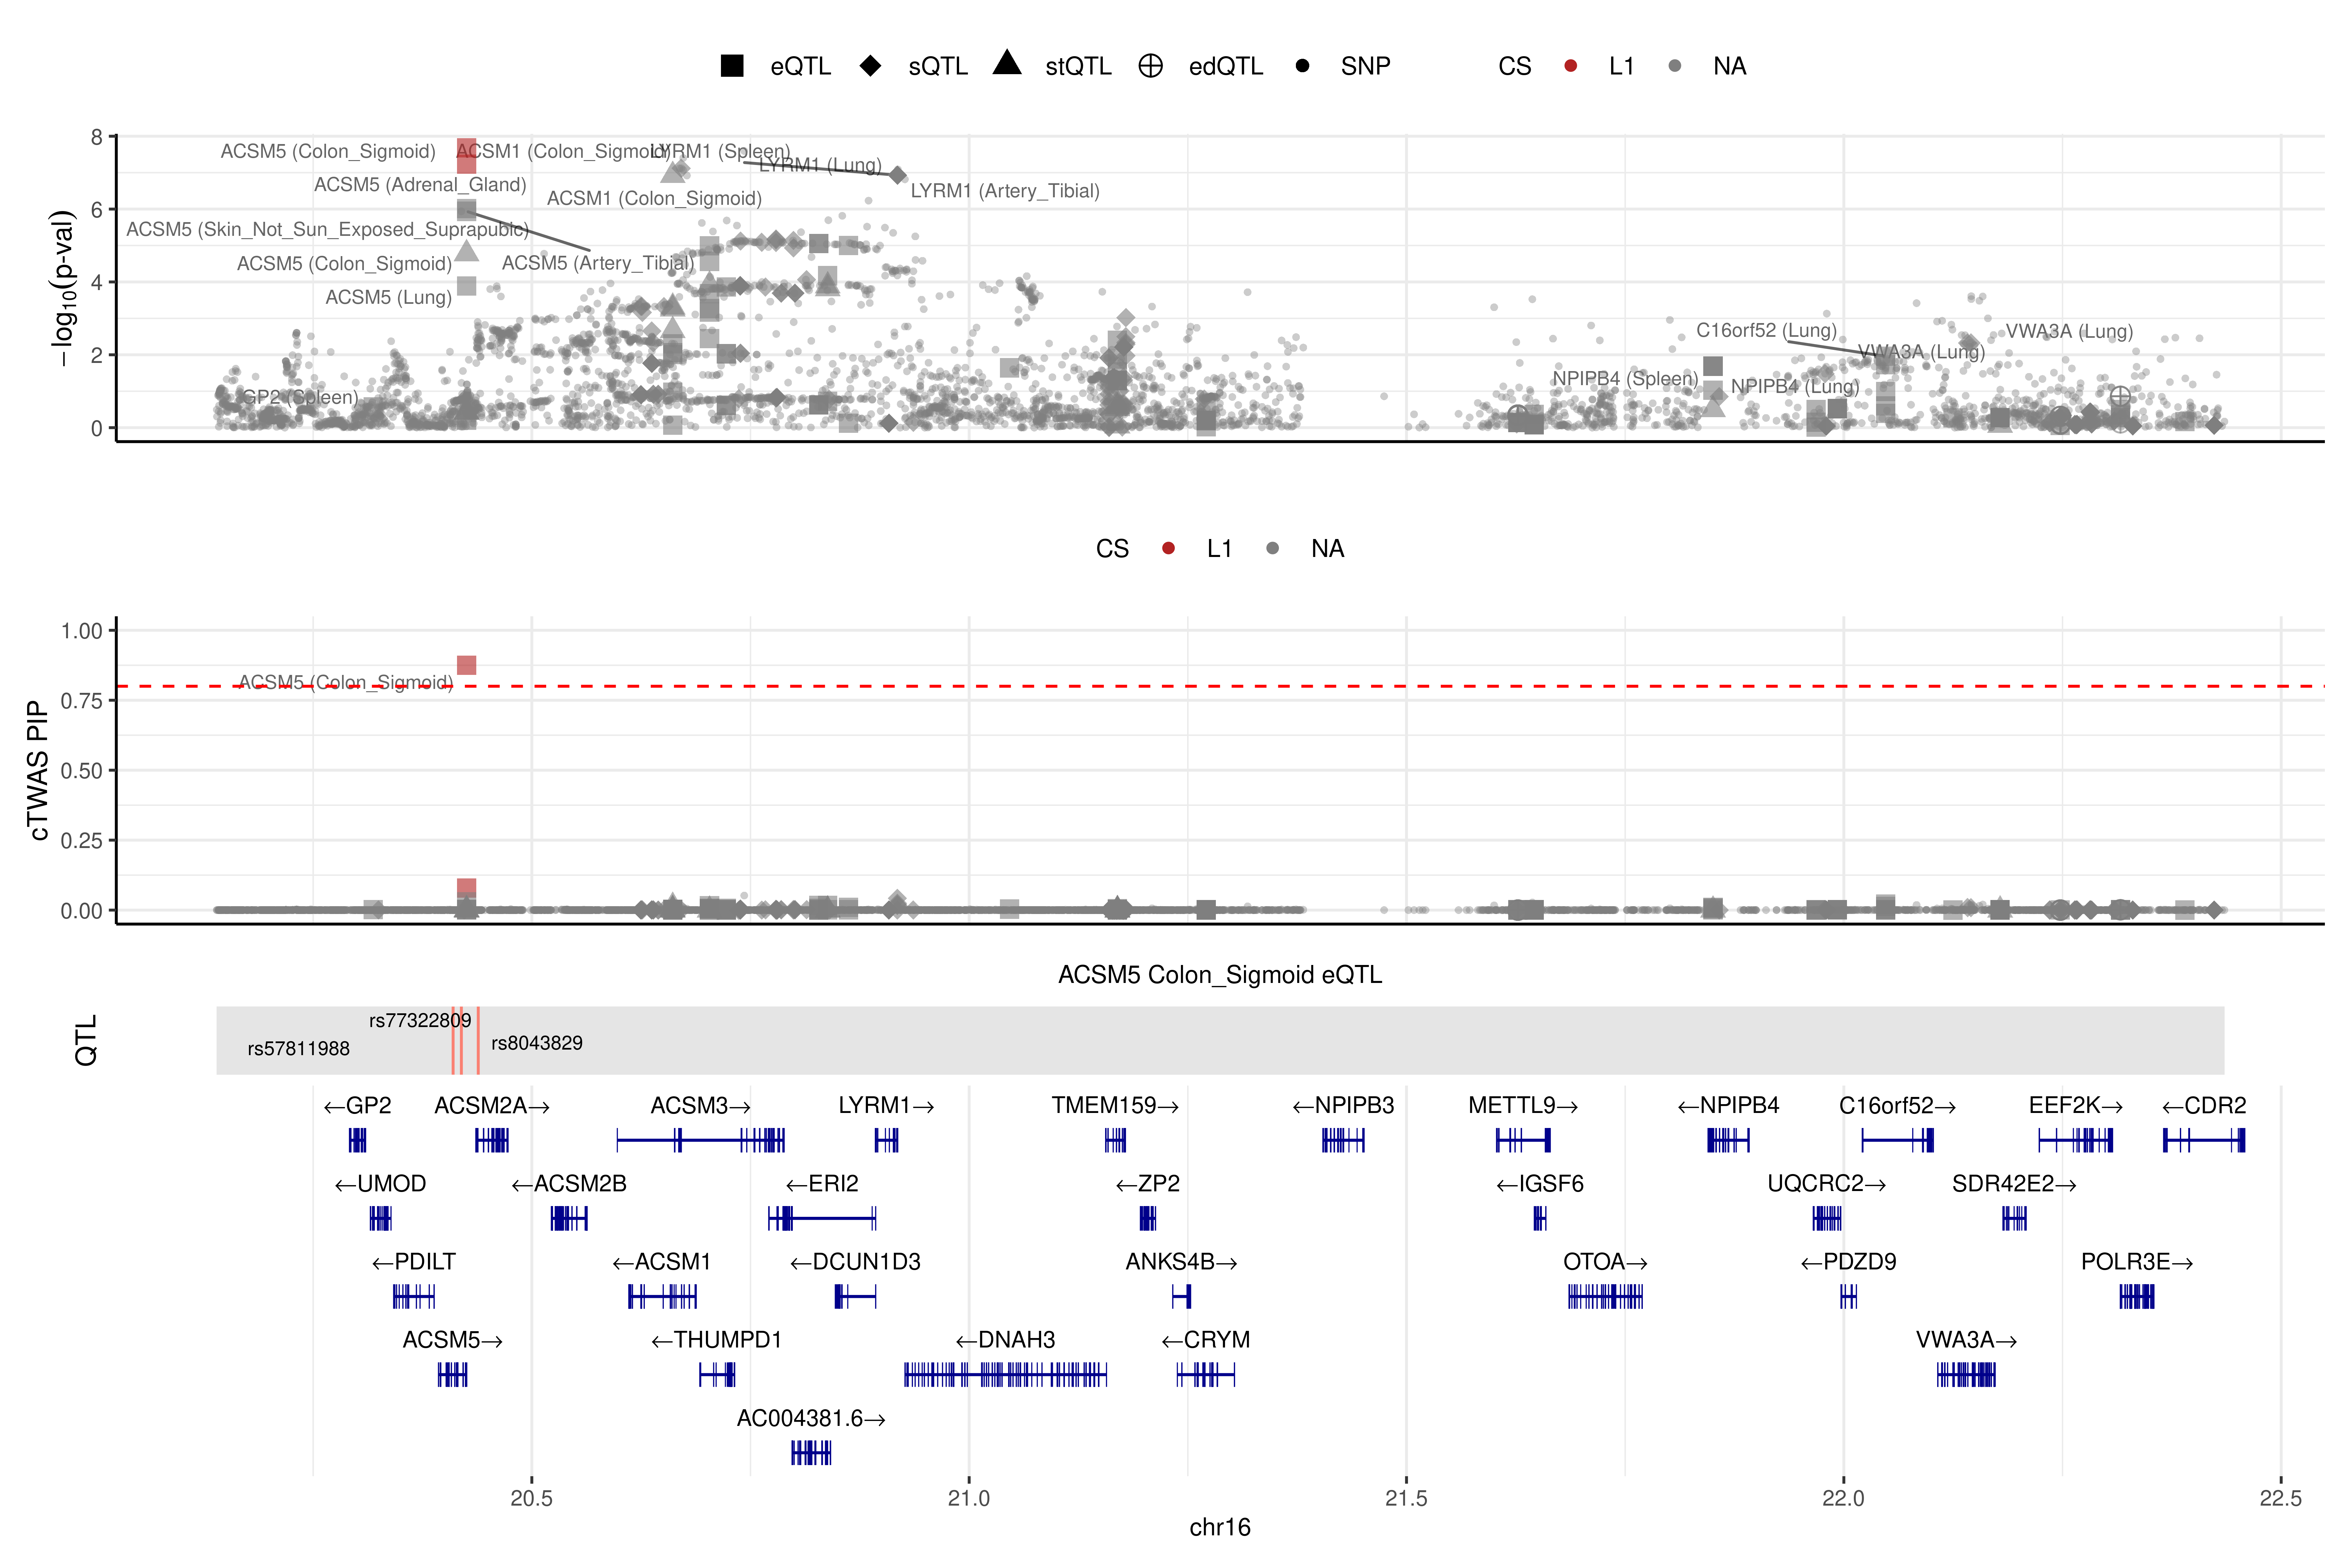 eQTL sQTL stQTL edQTL SNP CS L1 NA
8
6
4
2
0
−log10(p-val)
ACSM5 (Colon_Sigmoid)
ACSM1 (Colon_Sigmoid)
LYRM1 (Spleen)
LYRM1 (Lung)
ACSM5 (Adrenal_Gland)
LYRM1 (Artery_Tibial)
ACSM1 (Colon_Sigmoid)
ACSM5 (Skin_Not_Sun_Exposed_Suprapubic)
ACSM5 (Colon_Sigmoid)
ACSM5 (Artery_Tibial)
ACSM5 (Lung)
C16orf52 (Lung)
VWA3A (Lung)
VWA3A (Lung)
NPIPB4 (Spleen)
NPIPB4 (Lung)
GP2 (Spleen)
CS L1 NA
1.00
0.75
0.50
0.25
0.00
cTWAS PIP
ACSM5 (Colon_Sigmoid)
ACSM5 Colon_Sigmoid eQTL
QTL
rs77322809
rs57811988
rs8043829
←GP2 ACSM2A→ ACSM3→ LYRM1→ TMEM159→ ←NPIPB3 METTL9→ ←NPIPB4 C16orf52→ EEF2K→ ←CDR2
←UMOD ←ACSM2B ←ERI2 ←ZP2 ←IGSF6 UQCRC2→ SDR42E2→
←PDILT ←ACSM1 ←DCUN1D3 ANKS4B→ OTOA→ ←PDZD9 POLR3E→
ACSM5→ ←THUMPD1 ←DNAH3 ←CRYM VWA3A→
AC004381.6→
20.5 21.0 21.5 22.0 22.5
chr16